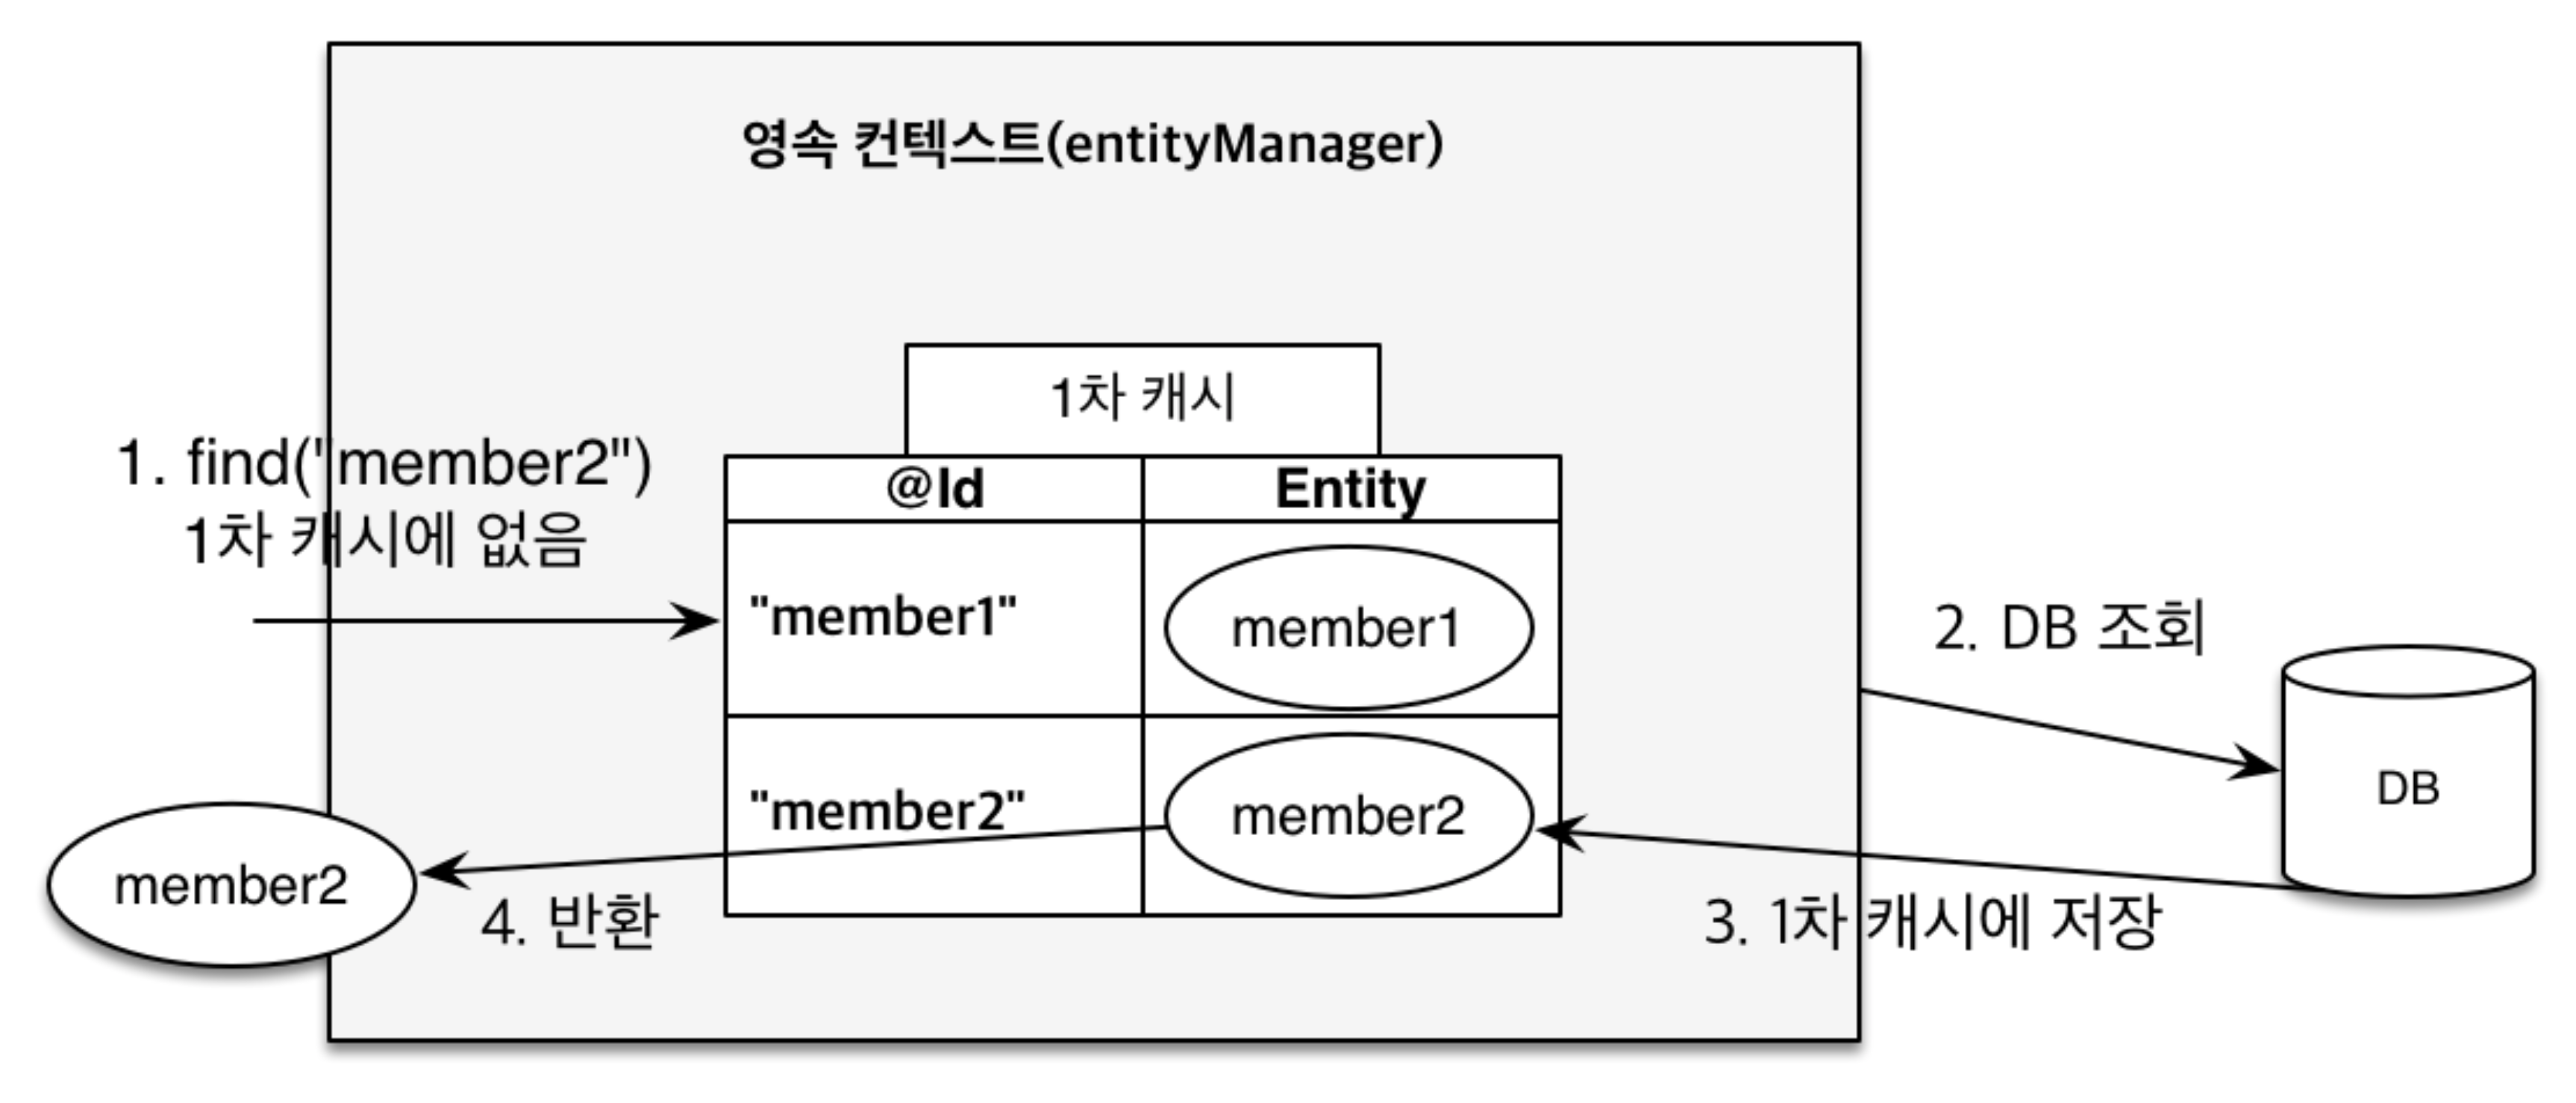 영속 컨텍스트(entityManager)
1차 캐시
1. find("member2")
1차 캐시에 없음
@Id
Entity
"member1"
member1
2. DB 조회
DB
"member2"
member2
member2
4. 반환
3. 1차 캐시에 저장